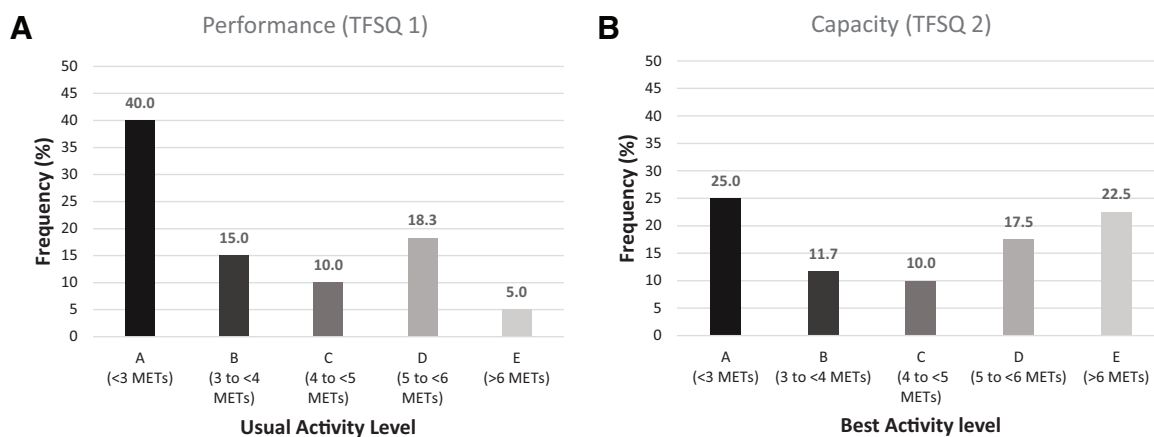 A
Performance (TFSQ 1)
Frequency (%)
50
45
40
35
30
25
20
15
10
5
0
40.0
15.0
10.0
18.3
5.0
A
(<3 METs)
B
(3 to <4
METs)
C
(4 to <5
METs)
D
(5 to <6
METs)
E
(>6 METs)
Usual Activity Level
B
Capacity (TFSQ 2)
Frequency (%)
50
45
40
35
30
25
20
15
10
5
0
25.0
11.7
10.0
17.5
22.5
A
(<3 METs)
B
(3 to <4 METs)
C
(4 to <5
METs)
D
(5 to <6 METs)
E
(>6 METs)
Best Activity level